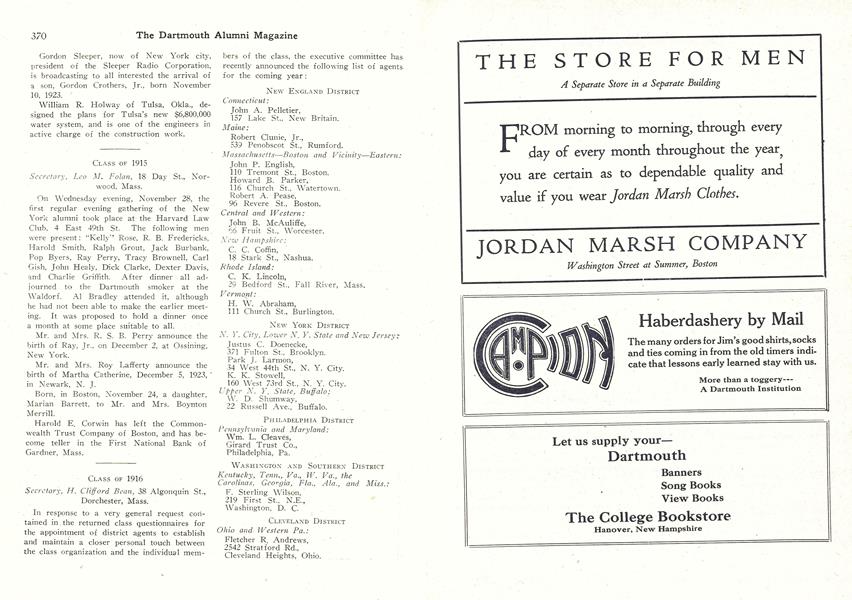 370
The Dartmouth Alumni Magazine
Gordon Sleeper, now of New York city,
president of the Sleeper Radio Corporation,
is broadcasting to all interested the arrival of
a son, Gordon Crothers, Jr., born November
10, 1923.
William R. Holway of Tulsa, Okla., de-
signed the plans for Tulsa's new $6,800,000
water system, and is one of the engineers in
active charge of the construction work.
Class of 1915
Secretary, Leo M. Folan, 18 Day St., Nor-
wood, Mass.
On Wednesday evening, November 28, the
first regular evening gathering of the New
York alumni took place at the Harvard Law
Club, 4 East 49th St. The following men
were present: "Kelly" Rose, R. B. Fredericks,
Harold Smith, Ralph Grout, Jack Burbank,
Pop Byers, Ray Perry, Tracy Brownell, Carl
Gish, John Healy, Dick Clarke, Dexter Davis,
and Charlie Griffith. After dinner all ad-
journed to the Dartmouth smoker at the
Waldorf. Al Bradley attended it, although
he had not been able to make the earlier meet-
ing. It was proposed to hold a dinner once
a month at some place suitable to all.
Mr. and Mrs. R. S. B. Perry announce the
birth of Ray, Jr., on December 2, at Ossining,
New York.
Mr. and Mrs. Roy Lafferty announce the
birth of Martha Catherine, December 5, 1923,
in Newark, N. J.
Born, in Boston, November 24, a daughter,
Marian Barrett, to Mr. and Mrs. Boynton
Merrill.
Harold E. Corwin has left the Common-
wealth Trust Company of Boston, and has be-
come teller in the First National Bank of
Gardner, Mass.
Class of 1916
Secretary, H. Clifford Bean, 38 Algonquin St.,
Dorchester, Mass.
In response to a very general request con-
tained in the returned class questionnaires for
the appointment of district agents to establish
and maintain a closer personal touch between
the class organization and the individual mem-
bers of the class, the executive committee has
recently announced the following list of agents
for the coming year:
New England District
Connecticut:
John A. Pelletier,
157 Lake St., New Britain.
Maine:
Robert Clunie, Jr.,
539 Penobscot St., Rumford.
Massachusetts—Boston and Vicinity—Eastern:
John P. English,
110 Tremont St., Boston.
Howard B. Parker,
116 Church St., Watertown.
Robert A. Pease,
96 Revere St., Boston.
Central and Western:
John B. McAuliffe,
Fruit St., Worcester.
New Hampshire:
C. C. Coffin,
18 Stark St., Nashua.
Rhode Island:
C. K. Lincoln,
29 Bedford St., Fall River, Mass.
Vermont:
H. W. Abraham,
111 Church St., Burlington.
New York District
N. Y. City, Lower N. Y. State and New Jersey:
Justus C. Doenecke,
371 Fulton St., Brooklyn.
Park J. Larmon,
34 West 44th St., N. Y. City.
K. K. Stowell,
160 West 73rd St., N. Y. City.
Upper N. Y. State, Buffalo:
W. D. Shumway,
22 Russell Ave., Buffalo.
Philadelphia District
Pennsylvania and Maryland:
Wm. L. Cleaves,
Girard Trust Co.,
Philadelphia, Pa.
Washington and Southern District
Kentucky, Tenn., Va., W. Va., the
Carolinas, Georgia, Fla., Ala., and Miss.:
F. Sterling Wilson,
219 First St. N.E.,
Washington, D. C.
Cleveland District
Ohio and Western Pa.:
Fletcher R. Andrews,
2542 Stratford Rd.,
Cleveland Heights, Ohio.
THE STORE FOR MEN
A Separate Store in a Separate Building
FROM morning to morning, through every
day of every month throughout the year,
you are certain as to dependable quality and
value if you wear Jordan Marsh Clothes.
JORDAN MARSH COMPANY
Washington Street at Summer, Boston
CAMPION
Haberdashery by Mail
The many orders for Jim's good shirts, socks
and ties coming in from the old timers indi-
cate that lessons early learned stay with us.
More than a toggery---
A Dartmouth Institution
Let us supply your—
Dartmouth
Banners
Song Books
View Books
The College Bookstore
Hanover, New Hampshire